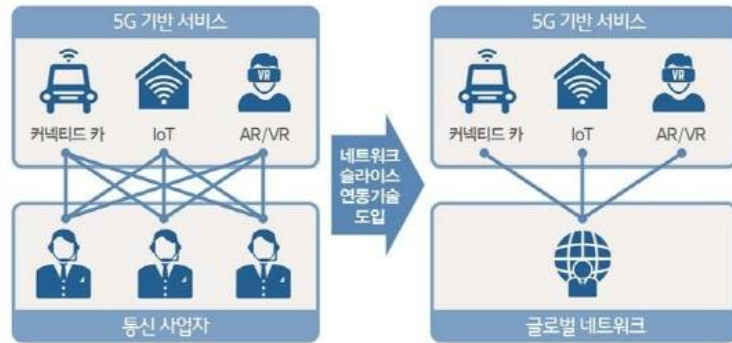 5G 기반 서비스
VR
커넥티드 카
IoT
AR/VR
통신 사업자
네트워크
슬라이스
연동기술
도입
5G 기반 서비스
VR
커넥티드 카
IoT
AR/VR
글로벌 네트워크